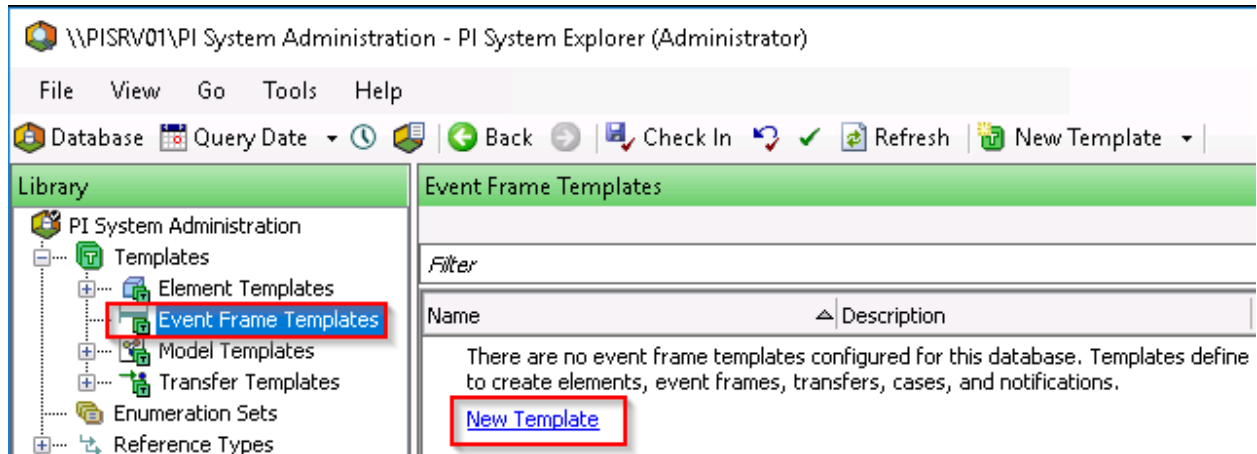 \\PISRV01\PI System Administration - PI System Explorer (Administrator)
File View Go Tools Help
Database Query Date Back Check In Refresh New Template
Library
Event Frame Templates
PI System Administration
Templates
Filter
Element Templates
Event Frame Templates
Name Description
Model Templates
There are no event frame templates configured for this database. Templates define
Transfer Templates
to create elements, event frames, transfers, cases, and notifications.
Enumeration Sets
New Template
Reference Types